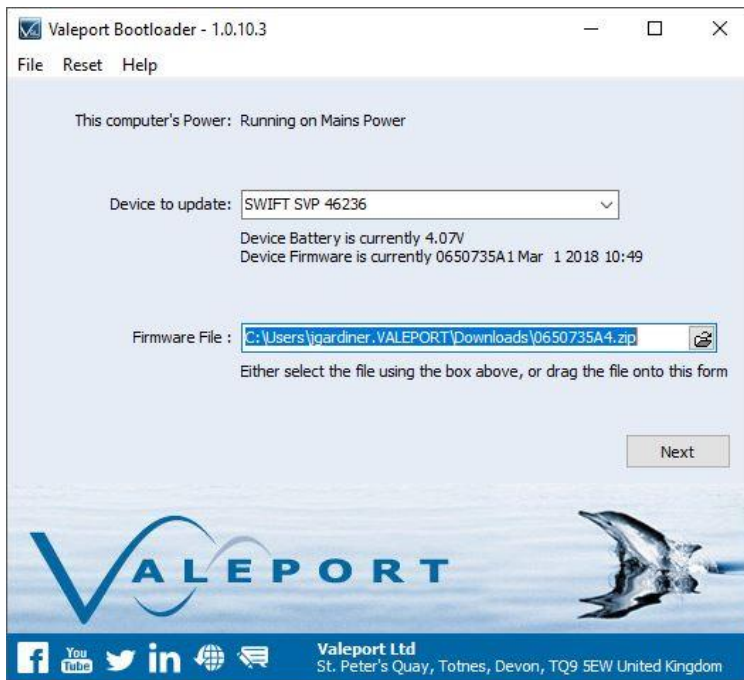 Valeport Bootloader - 1.0.10.3
File Reset Help
This computer's Power: Running on Mains Power
Device to update: SWIFT SVP 46236
Device Battery is currently 4.07V
Device Firmware is currently 0650735A1 Mar 1 2018 10:49
Firmware File : C:\Users\jgardiner.VALEPORT\Downloads\0650735A4.zip
Either select the file using the box above, or drag the file onto this form
Next
VALEPORT
You Tube
Valeport Ltd
St. Peter's Quay, Totnes, Devon, TQ9 5EW United Kingdom